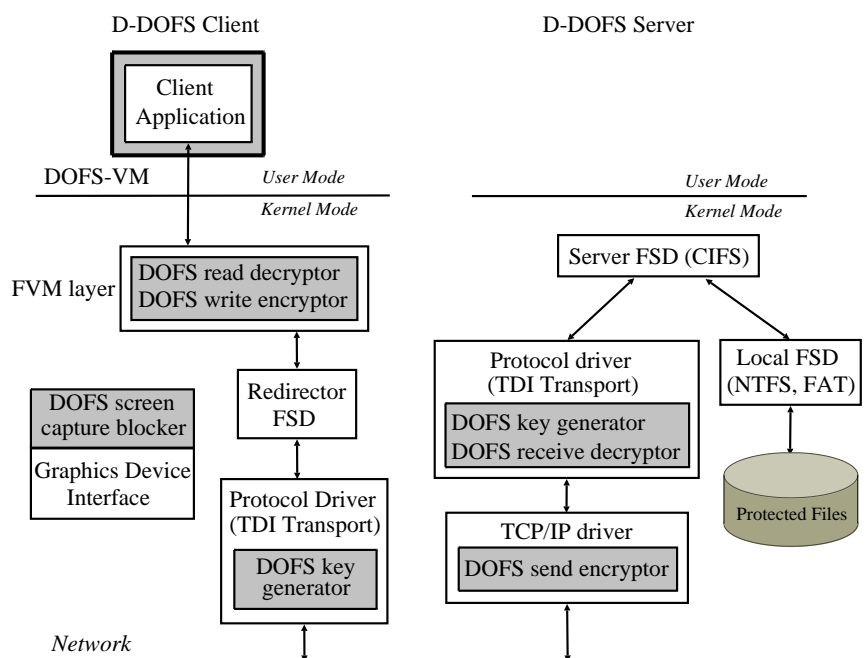 D-DOFS Client
D-DOFS Server
Client
Application
DOFS-VM
User Mode
Kernel Mode
User Mode
Kernel Mode
FVM layer
DOFS read decryptor
DOFS write encryptor
Server FSD (CIFS)
Redirector
FSD
Protocol driver
(TDI Transport)
DOFS key generator
DOFS receive decryptor
Local FSD
(NTFS, FAT)
DOFS screen
capture blocker
Graphics Device
Interface
Protocol Driver
(TDI Transport)
DOFS key
generator
TCP/IP driver
DOFS send encryptor
Protected Files
Network